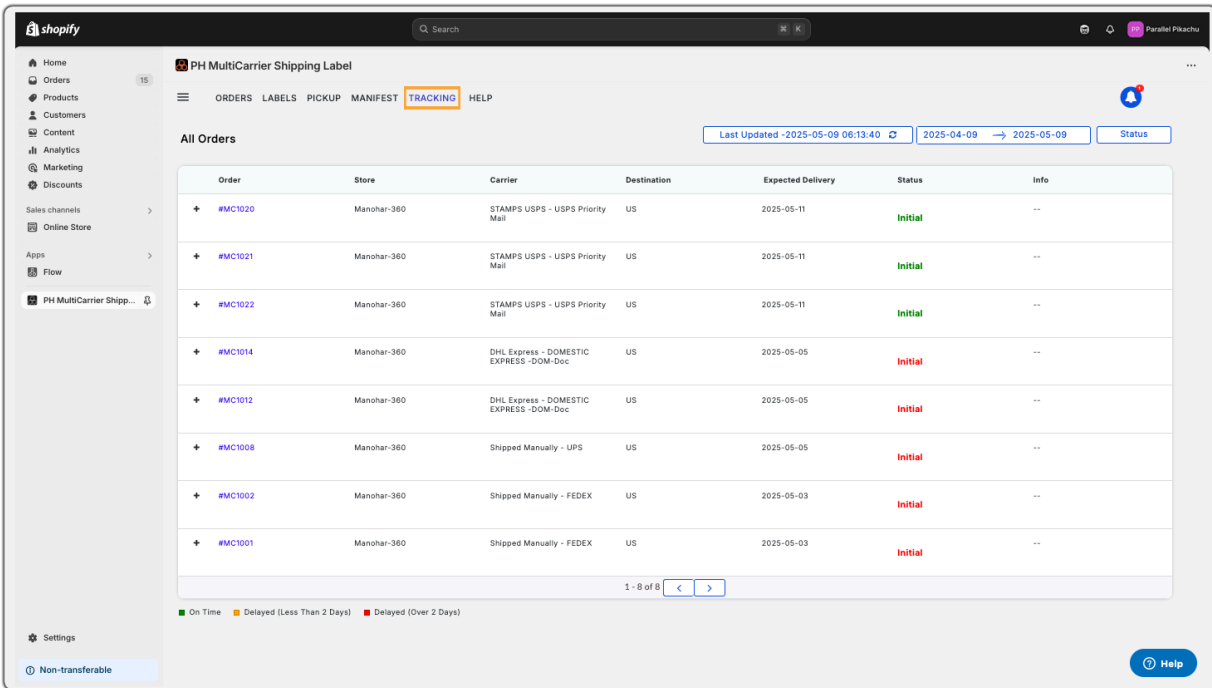 shopify
Search
⌘ K
PP Parallel Pikachu
Home
Orders 15
Products
Customers
Content
Analytics
Marketing
Discounts
Sales channels
Online Store
Apps
Flow
PH MultiCarrier Shipp...
Settings
Non-transferable
PH MultiCarrier Shipping Label
ORDERS LABELS PICKUP MANIFEST TRACKING HELP
1
All Orders
Last Updated -2025-05-09 06:13:40
2025-04-09 → 2025-05-09
Status
Order Store Carrier Destination Expected Delivery Status Info
+ #MC1020 Manohar-360 STAMPS USPS - USPS Priority US 2025-05-11 --
Mail
Initial
+ #MC1021 Manohar-360 STAMPS USPS - USPS Priority US 2025-05-11 --
Mail
Initial
+ #MC1022 Manohar-360 STAMPS USPS - USPS Priority US 2025-05-11 --
Mail
Initial
+ #MC1014 Manohar-360 DHL Express - DOMESTIC US 2025-05-05 --
EXPRESS -DOM-Doc
Initial
+ #MC1012 Manohar-360 DHL Express - DOMESTIC US 2025-05-05 --
EXPRESS -DOM-Doc
Initial
+ #MC1008 Manohar-360 Shipped Manually - UPS US 2025-05-05 --
Initial
+ #MC1002 Manohar-360 Shipped Manually - FEDEX US 2025-05-03 --
Initial
+ #MC1001 Manohar-360 Shipped Manually - FEDEX US 2025-05-03 --
Initial
1 - 8 of 8 < >
On Time Delayed (Less Than 2 Days) Delayed (Over 2 Days)
Help